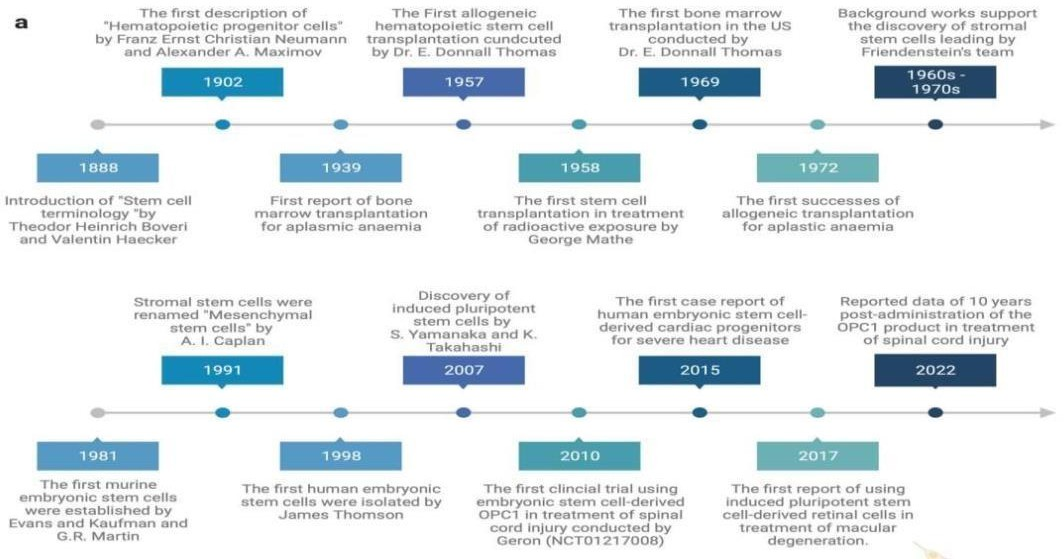 a
The first description of
"Hematopoietic progenitor cells"
by Franz Ernst Christian Neumann
and Alexander A. Maximov
1902
The First allogeneic
hematopoietic stem cell
transplantation cundcuted
by Dr. E. Donnall Thomas
1957
The first bone marrow
transplantation in the US
conducted by
Dr. E. Donnall Thomas
1969
Background works support
the discovery of stromal
stem cells leading by
Friendenstein's team
1960s -
1970s
1888
Introduction of "Stem cell
terminology "by
Theodor Heinrich Boveri
and Valentin Haecker
1939
First report of bone
marrow transplantation
for aplasmic anaemia
1958
The first stem cell
transplantation in treatment
of radioactive exposure by
George Mathe
1972
The first successes of
allogeneic transplantation
for aplastic anaemia
Stromal stem cells were
renamed "Mesenchymal
stem cells" by
A. I. Caplan
1991
Discovery of
induced pluripotent
stem cells by
S. Yamanaka and K.
Takahashi
2007
The first case report of
human embryonic stem cell-
derived cardiac progenitors
for severe heart disease
2015
Reported data of 10 years
post-administration of the
OPC1 product in treatment
of spinal cord injury
2022
1981
The first murine
embryonic stem cells
were established by
Evans and Kaufman and
G.R. Martin
1998
The first human embryonic
stem cells were isolated by
James Thomson
2010
The first clincial trial using
embryonic stem cell-derived
OPC1 in treatment of spinal
cord injury conducted by
Geron (NCT01217008)
2017
The first report of using
induced pluripotent stem
cell-derived retinal cells in
treatment of macular
degeneration.